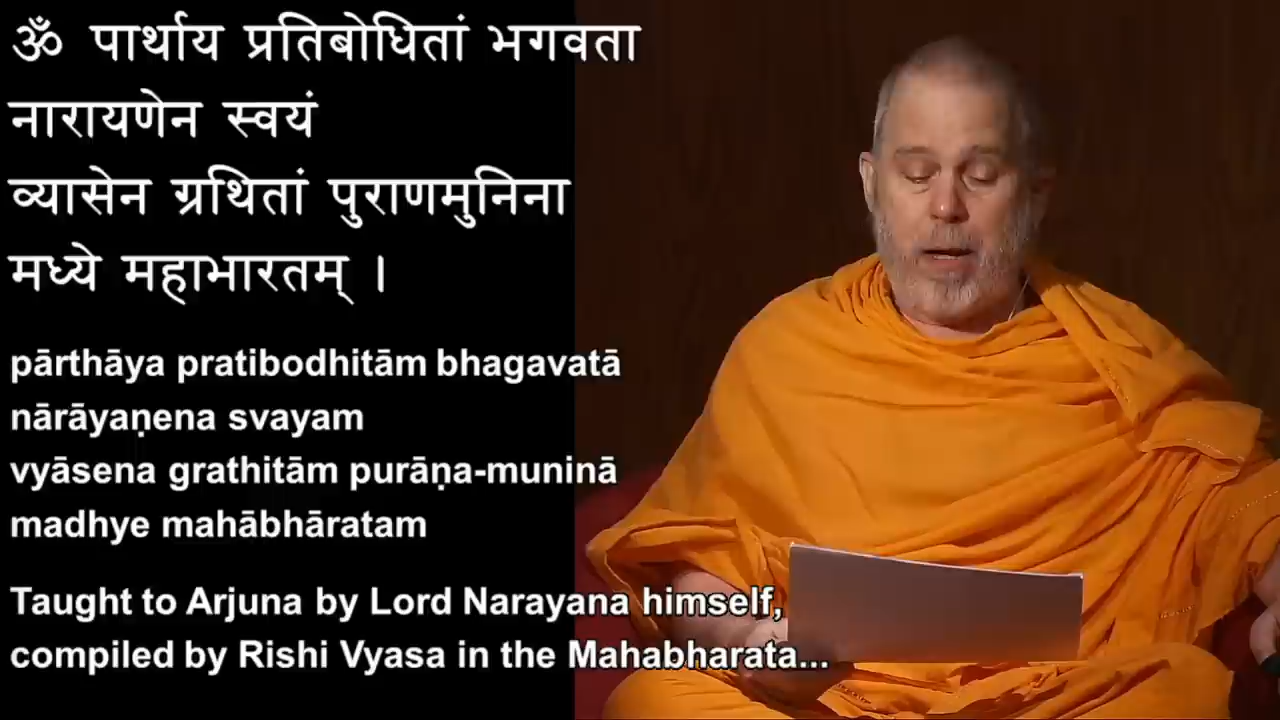 ॐ पार्थाय प्रतिबोधितां भगवता
नारायणेन स्वयं
व्यासेन ग्रथितां पुराणमुनिना
मध्ये महाभारतम् ।
pārthāya pratibodhitām bhagavatā
nārāyaṇena svayam
vyāsena grathitām purāṇa-muninā
madhye mahābhāratam
Taught to Arjuna by Lord Narayana himself,
compiled by Rishi Vyasa in the Mahabharata...